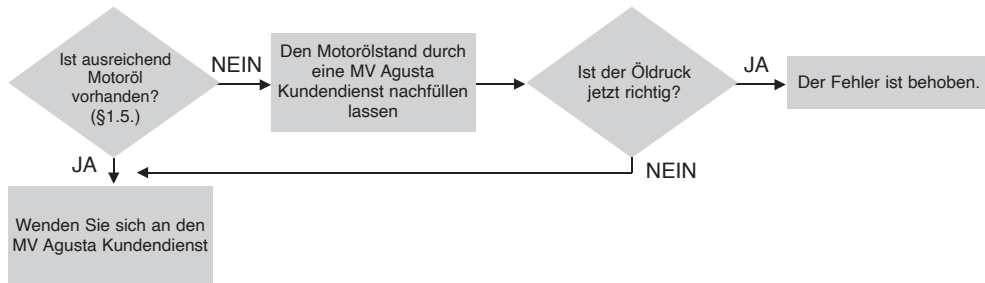 Ist ausreichend
Motoröl
vorhanden?
(§1.5.)
NEIN
Den Motorölstand durch
eine MV Agusta
Kundendienst nachfüllen
lassen
Ist der Öldruck
jetzt richtig?
JA
Der Fehler ist behoben.
JA
NEIN
Wenden Sie sich an den
MV Agusta Kundendienst